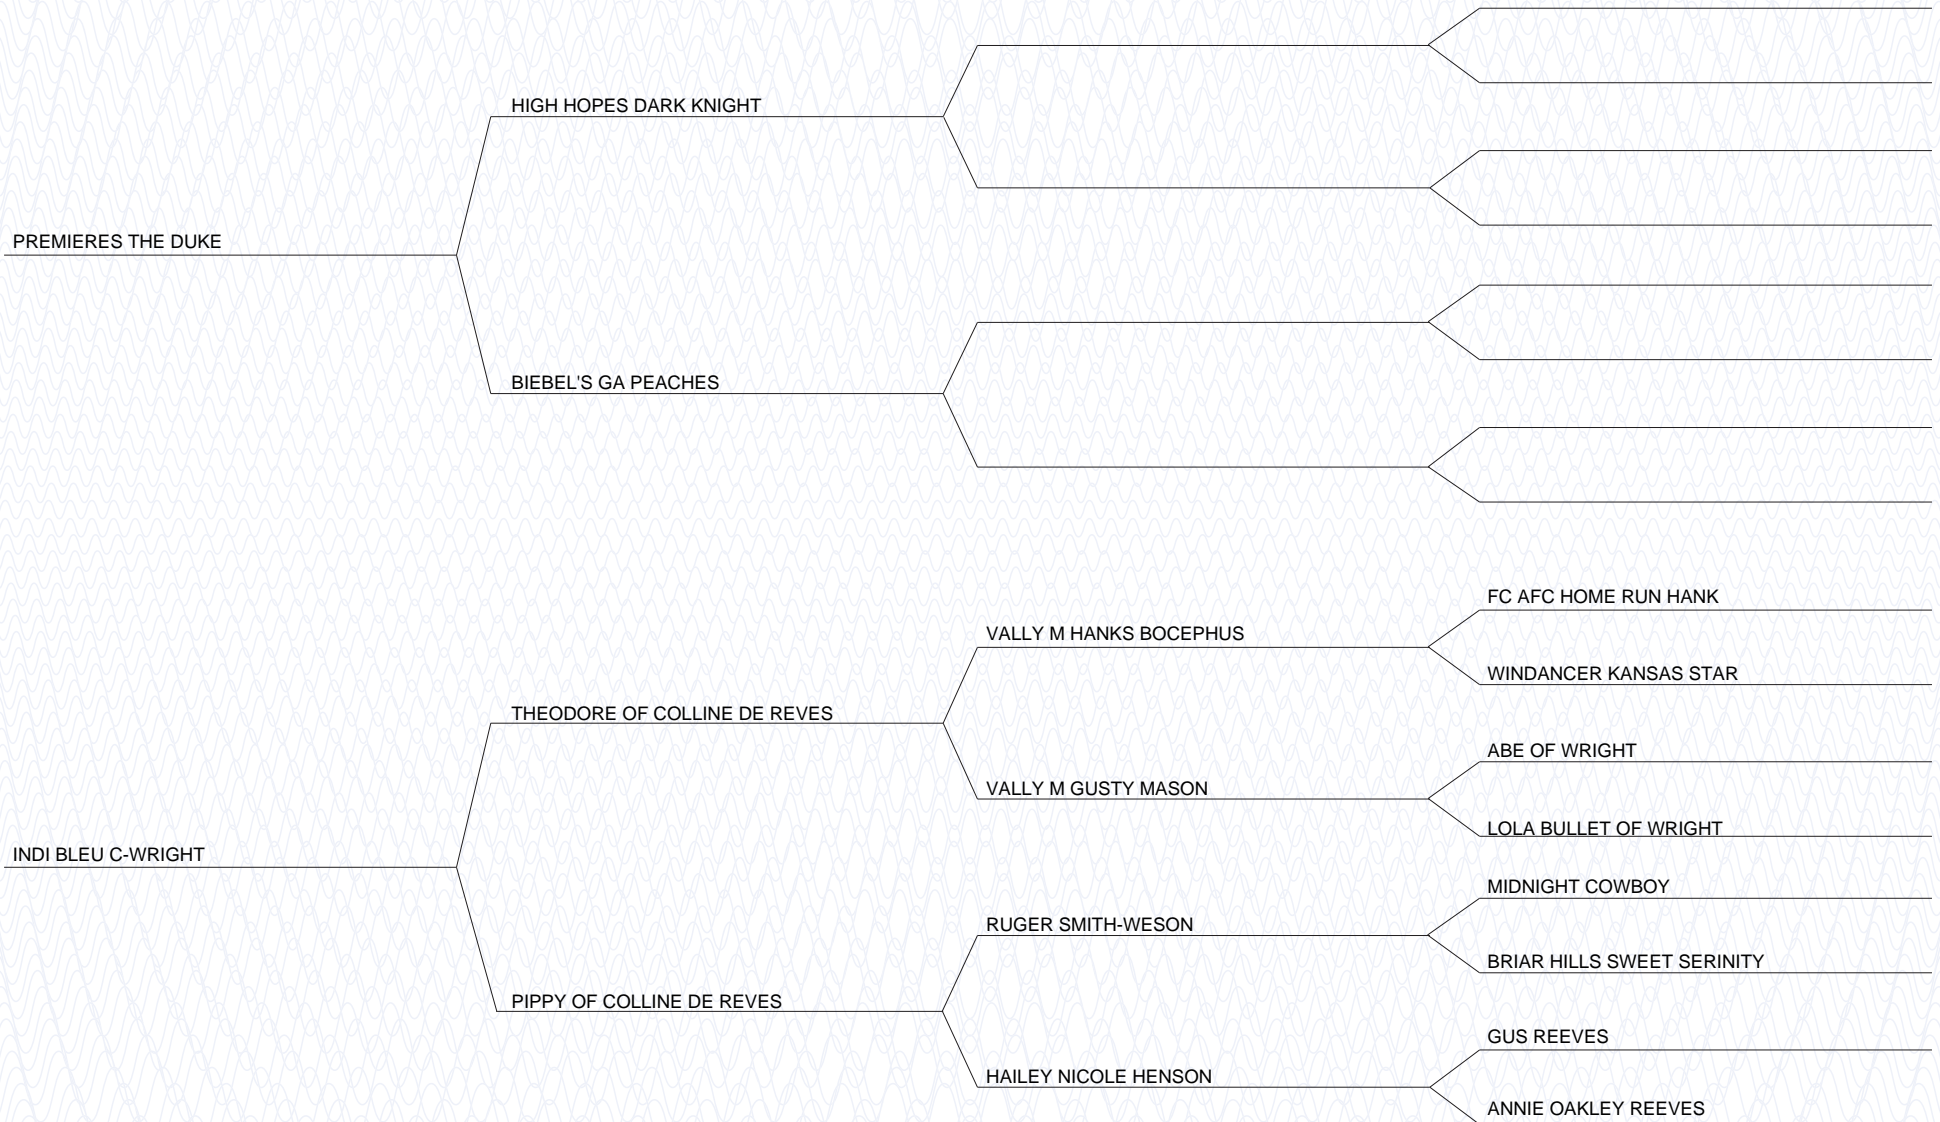 HIGH HOPES DARK KNIGHT
PREMIERES THE DUKE
BIEBEL'S GA PEACHES
FC AFC HOME RUN HANK
VALLY M HANKS BOCEPHUS
WINDANCER KANSAS STAR
THEODORE OF COLLINE DE REVES
ABE OF WRIGHT
VALLY M GUSTY MASON
LOLA BULLET OF WRIGHT
INDI BLEU C-WRIGHT
MIDNIGHT COWBOY
RUGER SMITH-WESON
BRIAR HILLS SWEET SERINITY
PIPPY OF COLLINE DE REVES
GUS REEVES
HAILEY NICOLE HENSON
ANNIE OAKLEY REEVES